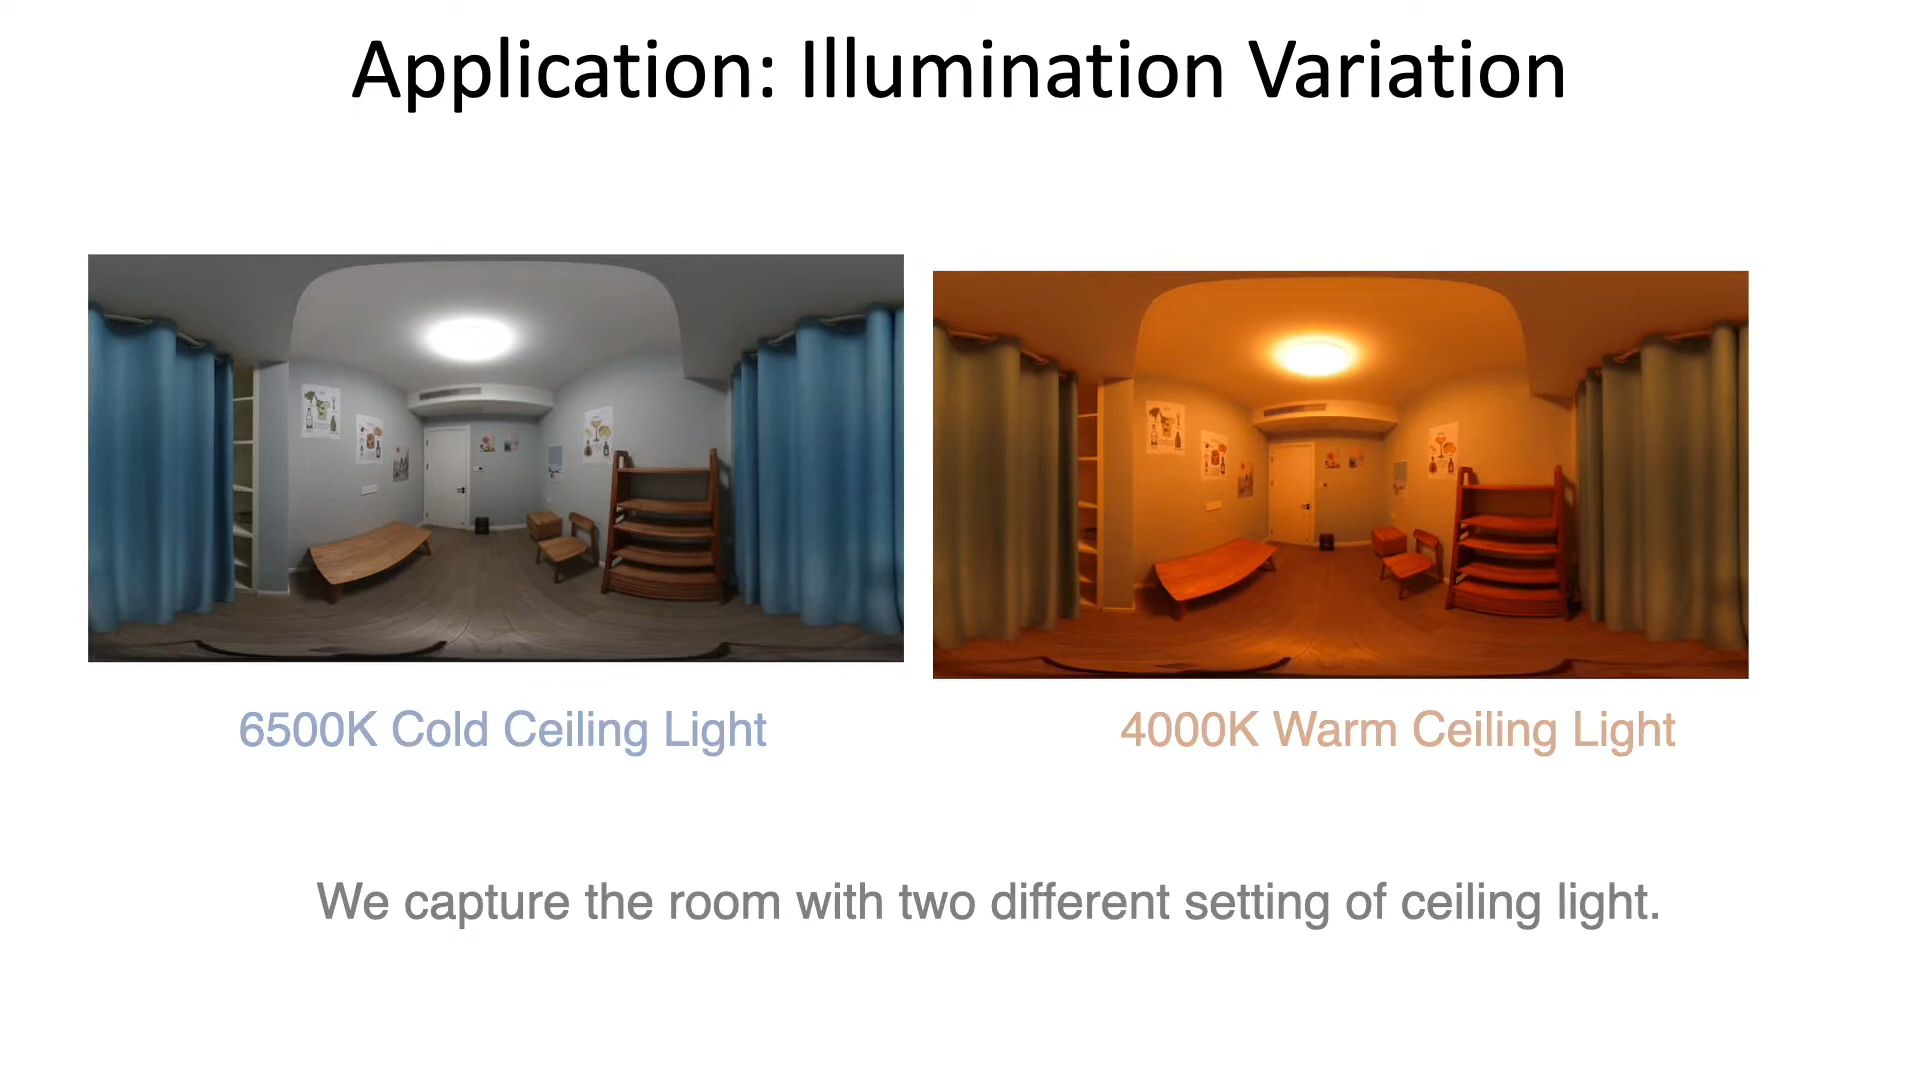 Application: Illumination Variation
6500K Cold Ceiling Light
4000K Warm Ceiling Light
We capture the room with two different setting of ceiling light.